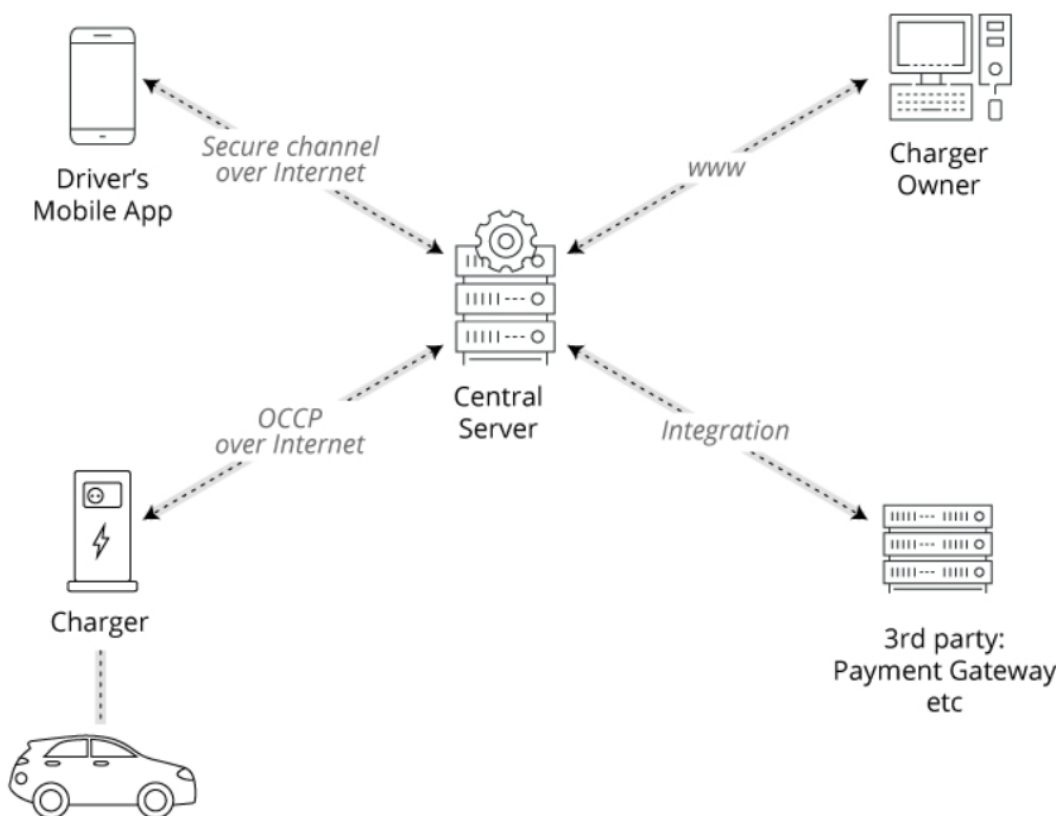 Driver's
Mobile App
Secure channel
over Internet
www
Charger
Owner
Central
Server
OCCP
over Internet
Integration
Charger
3rd party:
Payment Gateway
etc